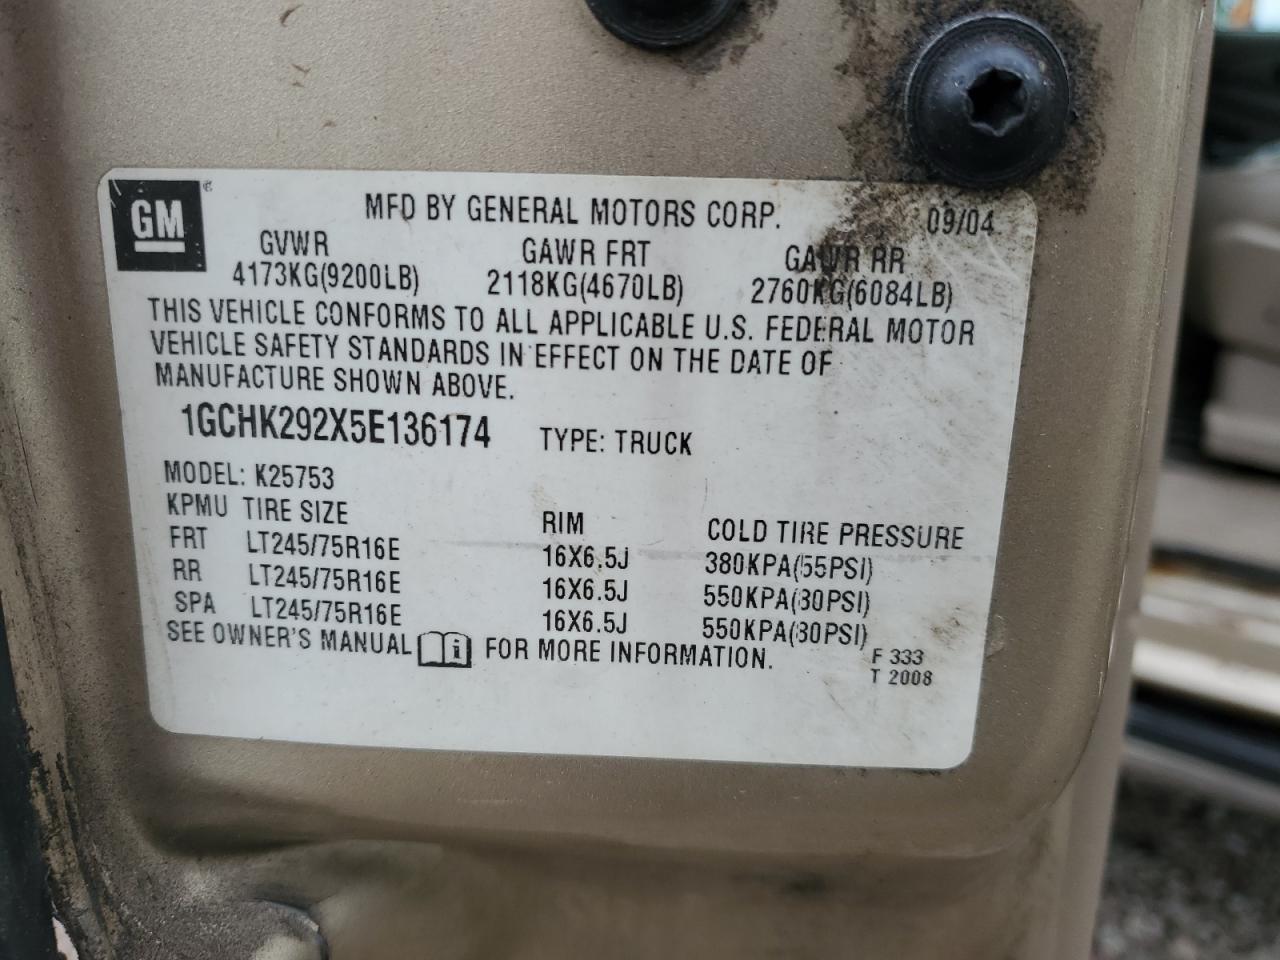 GM ®
MFD BY GENERAL MOTORS CORP. 09/04
GVWR GAWR FRT GAWR RR
4173KG(9200LB) 2118KG(4670LB) 2760KG(6084LB)
THIS VEHICLE CONFORMS TO ALL APPLICABLE U.S. FEDERAL MOTOR
VEHICLE SAFETY STANDARDS IN EFFECT ON THE DATE OF
MANUFACTURE SHOWN ABOVE.
1GCHK292X5E136174 TYPE: TRUCK
MODEL: K25753
KPMU TIRE SIZE RIM COLD TIRE PRESSURE
FRT LT245/75R16E 16X6.5J 380KPA(55PSI)
RR LT245/75R16E 16X6.5J 550KPA(80PSI)
SPA LT245/75R16E 16X6.5J 550KPA(80PSI)
SEE OWNER'S MANUAL i FOR MORE INFORMATION.
F 333
T 2008